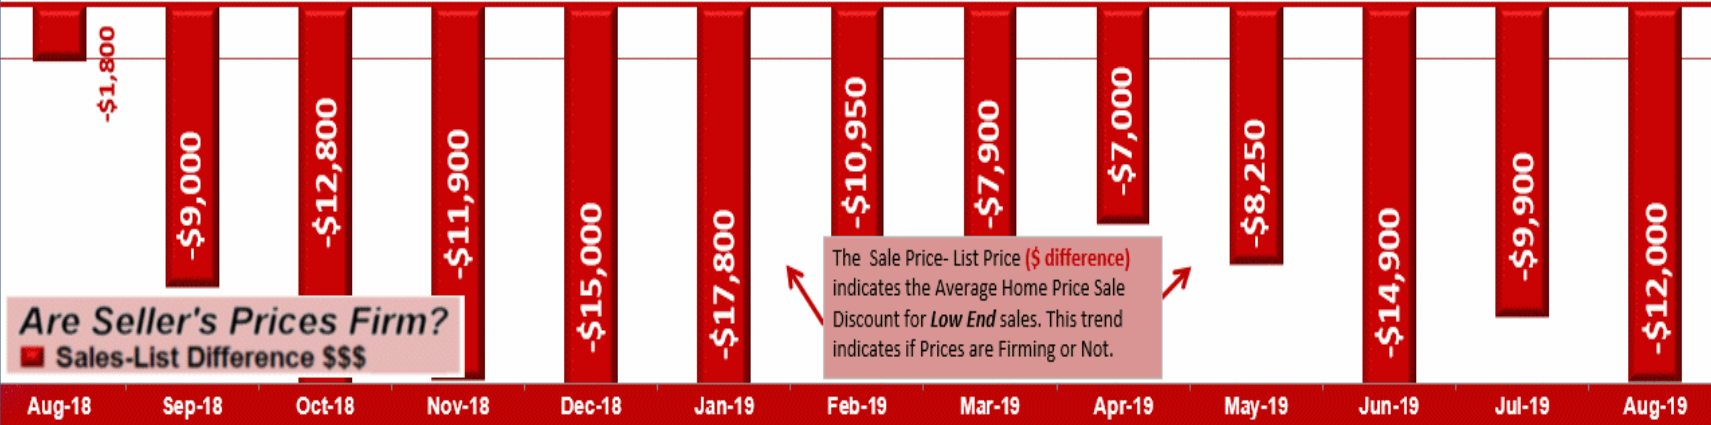 -$1,800
-$9,000
-$12,800
-$11,900
-$15,000
-$17,800
-$10,950
-$7,900
-$7,000
-$8,250
-$14,900
-$9,900
-$12,000
The Sale Price- List Price ($ difference)
indicates the Average Home Price Sale
Discount for Low End sales. This trend
indicates if Prices are Firming or Not.
Are Seller's Prices Firm?
Sales-List Difference $$$
Aug-18 Sep-18 Oct-18 Nov-18 Dec-18 Jan-19 Feb-19 Mar-19 Apr-19 May-19 Jun-19 Jul-19 Aug-19